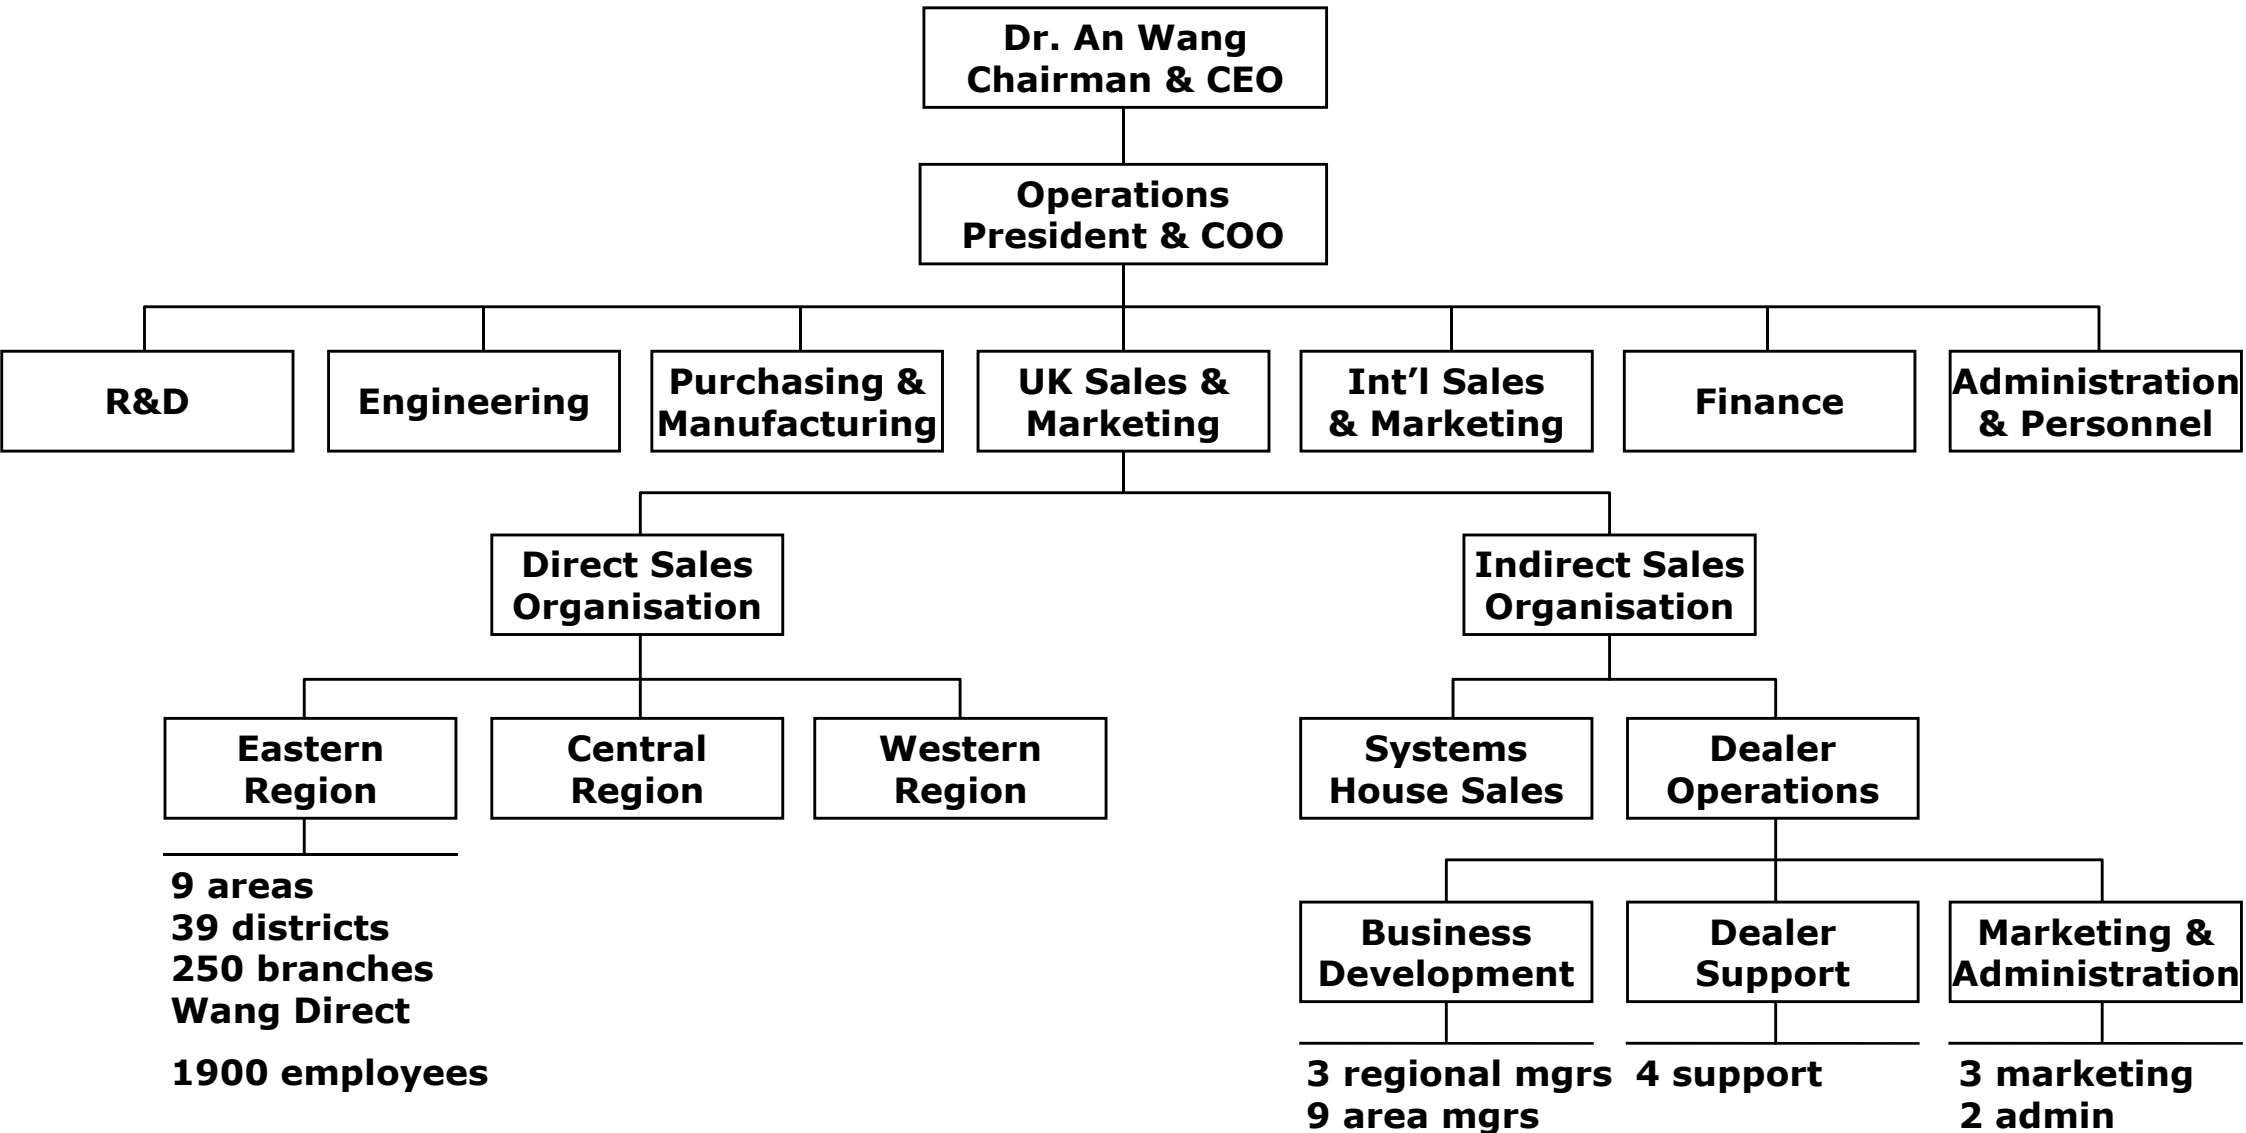 Dr. An Wang
Chairman & CEO
Operations
President & COO
R&D
Engineering
Purchasing &
Manufacturing
UK Sales &
Marketing
Int’l Sales
& Marketing
Finance
Administration
& Personnel
Direct Sales
Organisation
Indirect Sales
Organisation
Eastern
Region
Central
Region
Western
Region
Systems
House Sales
Dealer
Operations
9 areas
39 districts
250 branches
Wang Direct
1900 employees
Business
Development
Dealer
Support
Marketing &
Administration
3 regional mgrs
9 area mgrs
4 support
3 marketing
2 admin